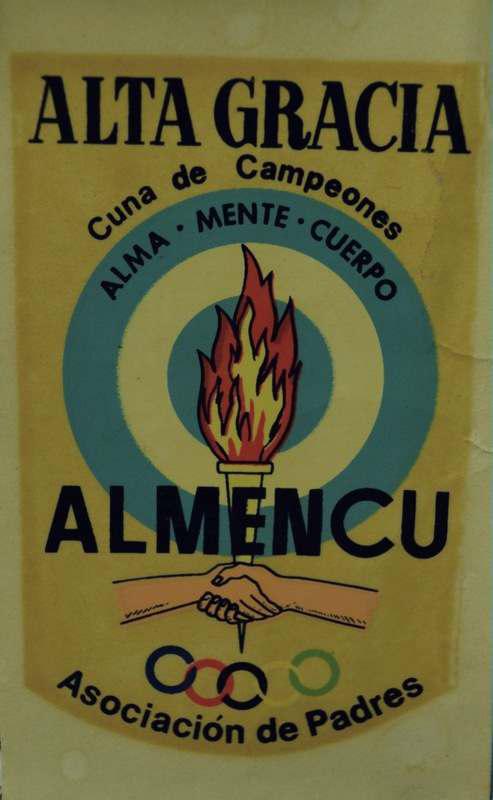 ALTA GRACIA
Cuna de Campeones
ALMA · MENTE · CUERPO
ALMENCU
Asociación de Padres